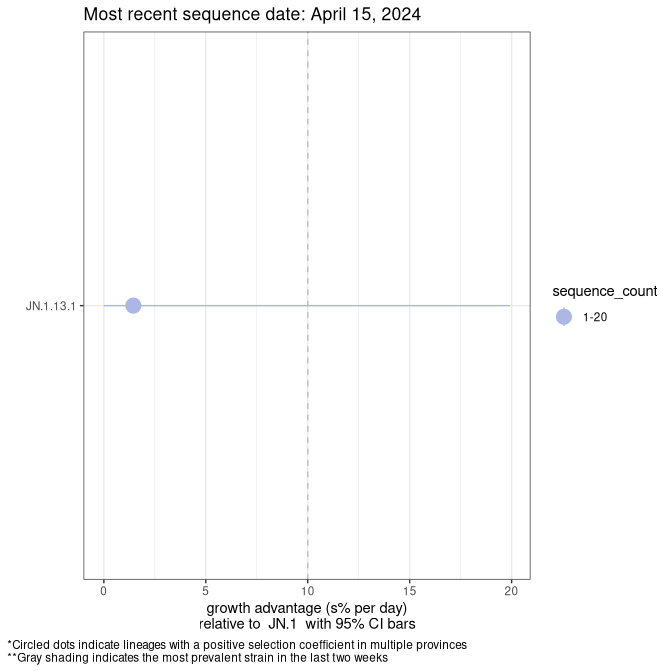 Most recent sequence date: April 15, 2024
JN.1.13.1
sequence_count
1-20
0 5 10 15 20
growth advantage (s% per day)
relative to JN.1 with 95% CI bars
*Circled dots indicate lineages with a positive selection coefficient in multiple provinces
**Gray shading indicates the most prevalent strain in the last two weeks